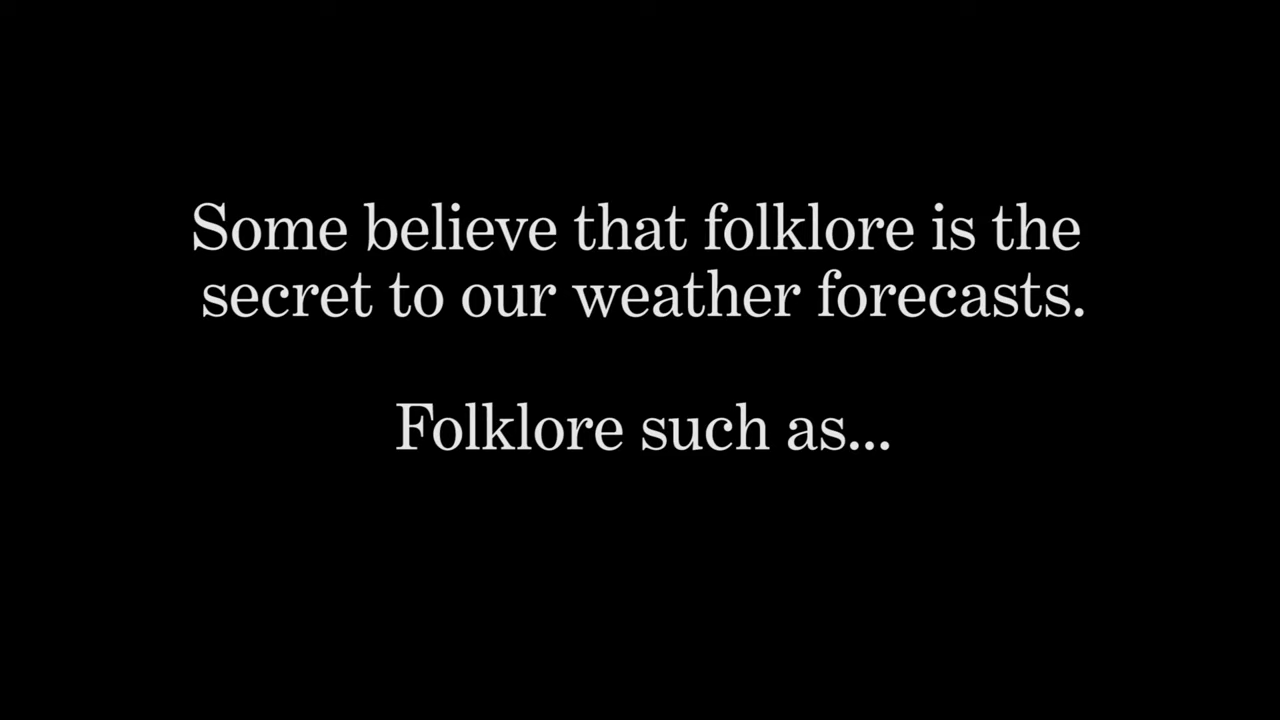 Some believe that folklore is the
secret to our weather forecasts.
Folklore such as...